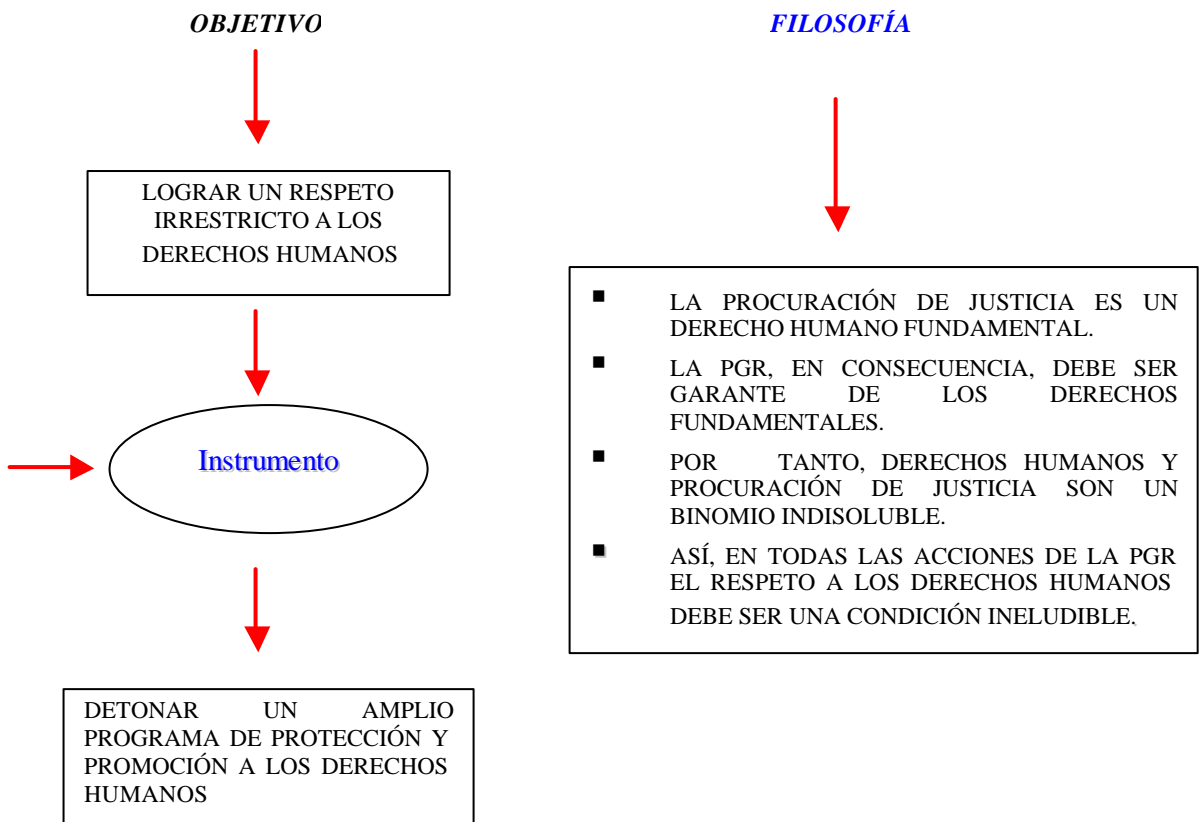 OBJETIVO
LOGRAR UN RESPETO
IRRESTRICTO A LOS
DERECHOS HUMANOS
Instrumento
DETONAR UN AMPLIO
PROGRAMA DE PROTECCIÓN Y
PROMOCIÓN A LOS DERECHOS
HUMANOS
FILOSOFÍA
▪ LA PROCURACIÓN DE JUSTICIA ES UN
DERECHO HUMANO FUNDAMENTAL.
▪ LA PGR, EN CONSECUENCIA, DEBE SER
GARANTE DE LOS DERECHOS
FUNDAMENTALES.
▪ POR TANTO, DERECHOS HUMANOS Y
PROCURACIÓN DE JUSTICIA SON UN
BINOMIO INDISOLUBLE.
▪ ASÍ, EN TODAS LAS ACCIONES DE LA PGR
EL RESPETO A LOS DERECHOS HUMANOS
DEBE SER UNA CONDICIÓN INELUDIBLE.